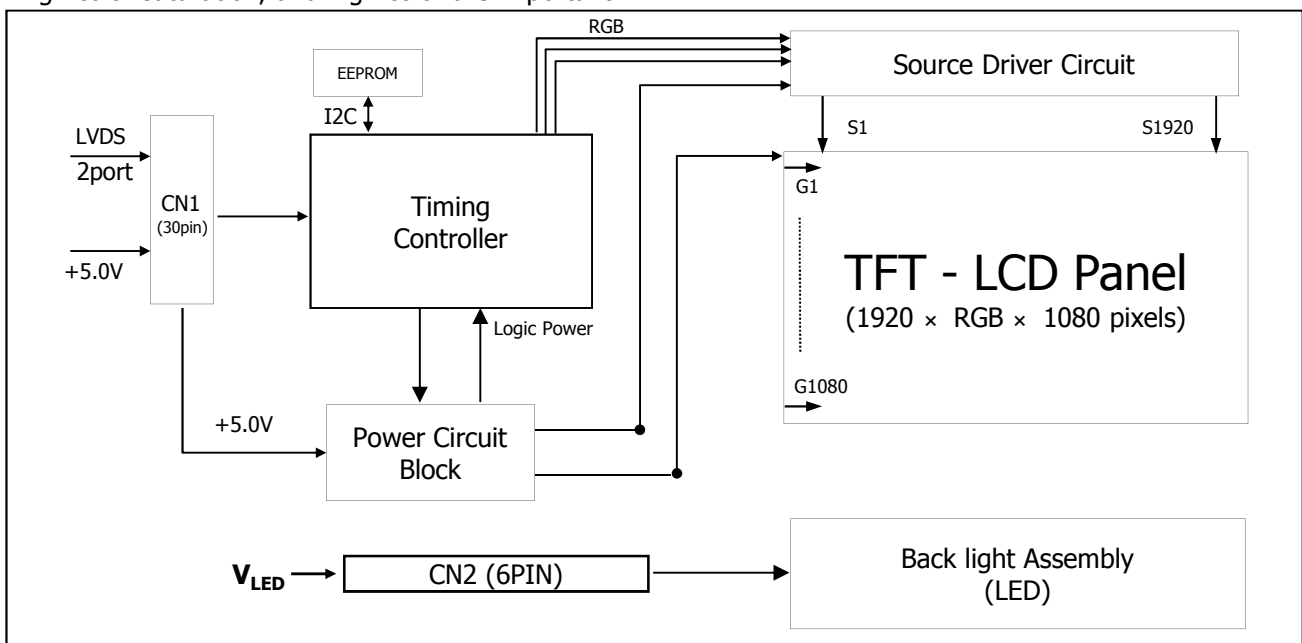 RGB
Source Driver Circuit
EEPROM
I2C
S1
S1920
LVDS
2port
CN1
(30pin)
+5.0V
Timing
Controller
G1
TFT - LCD Panel
(1920 × RGB × 1080 pixels)
G1080
Logic Power
+5.0V
Power Circuit
Block
V_LED
CN2 (6PIN)
Back light Assembly
(LED)